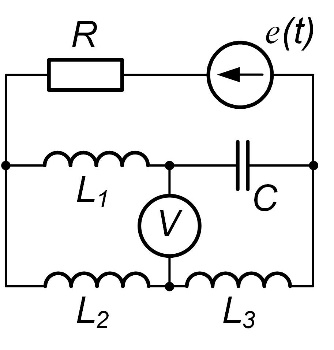 R e(t)
L₁ C
V
L₂ L₃